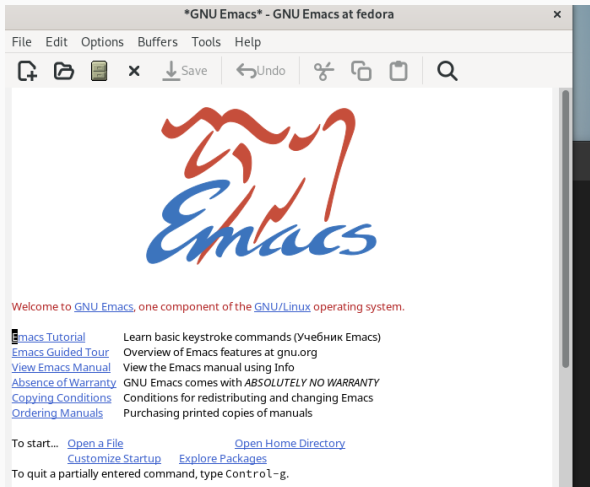 *GNU Emacs* - GNU Emacs at fedora ×
File Edit Options Buffers Tools Help
Save Undo
Emacs
Welcome to GNU Emacs, one component of the GNU/Linux operating system.
Emacs Tutorial Learn basic keystroke commands (Учебник Emacs)
Emacs Guided Tour Overview of Emacs features at gnu.org
View Emacs Manual View the Emacs manual using Info
Absence of Warranty GNU Emacs comes with ABSOLUTELY NO WARRANTY
Copying Conditions Conditions for redistributing and changing Emacs
Ordering Manuals Purchasing printed copies of manuals
To start... Open a File Open Home Directory
Customize Startup Explore Packages
To quit a partially entered command, type Control-g.